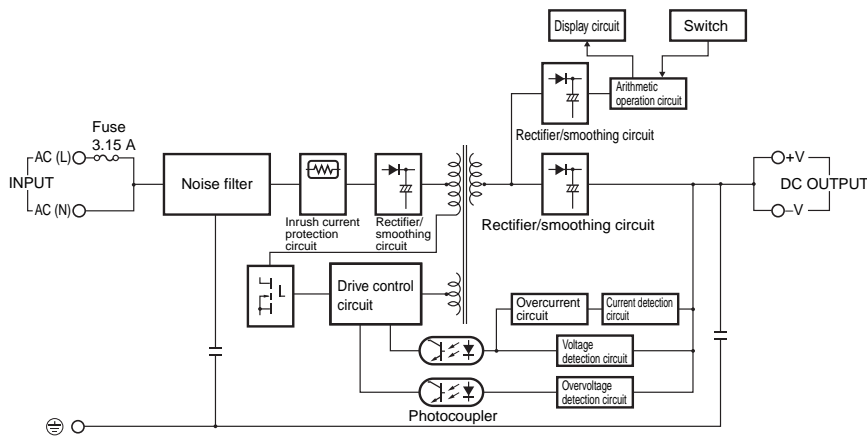 Display circuit
Switch
Arithmetic
operation circuit
Rectifier/smoothing circuit
Fuse
3.15 A
AC (L)
INPUT
AC (N)
Noise filter
Inrush current
protection
circuit
Rectifier/
smoothing
circuit
Rectifier/smoothing circuit
+V
DC OUTPUT
–V
Drive control
circuit
Overcurrent
circuit
Current detection
circuit
Voltage
detection circuit
Overvoltage
detection circuit
Photocoupler